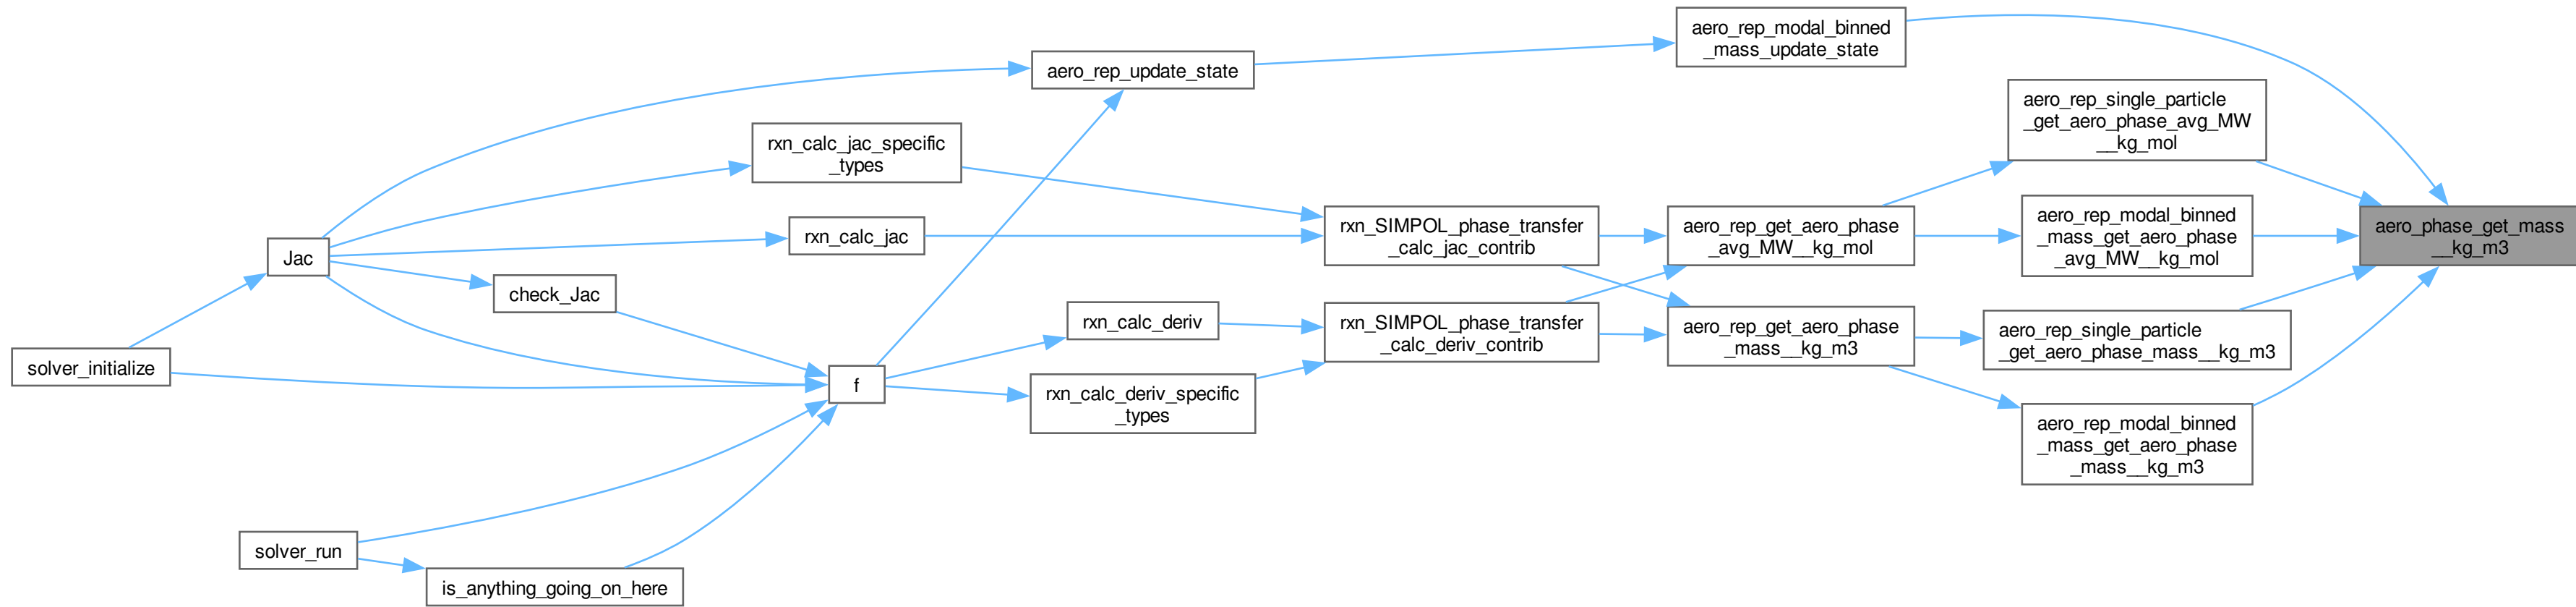 aero_rep_modal_binned
_mass_update_state
aero_rep_update_state
aero_rep_single_particle
_get_aero_phase_avg_MW
__kg_mol
rxn_calc_jac_specific
_types
rxn_calc_jac
rxn_SIMPOL_phase_transfer
_calc_jac_contrib
aero_rep_get_aero_phase
_avg_MW__kg_mol
aero_rep_modal_binned
_mass_get_aero_phase
_avg_MW__kg_mol
aero_phase_get_mass
__kg_m3
Jac
check_Jac
rxn_calc_deriv
rxn_SIMPOL_phase_transfer
_calc_deriv_contrib
aero_rep_get_aero_phase
_mass__kg_m3
aero_rep_single_particle
_get_aero_phase_mass__kg_m3
solver_initialize
f
rxn_calc_deriv_specific
_types
aero_rep_modal_binned
_mass_get_aero_phase
_mass__kg_m3
solver_run
is_anything_going_on_here